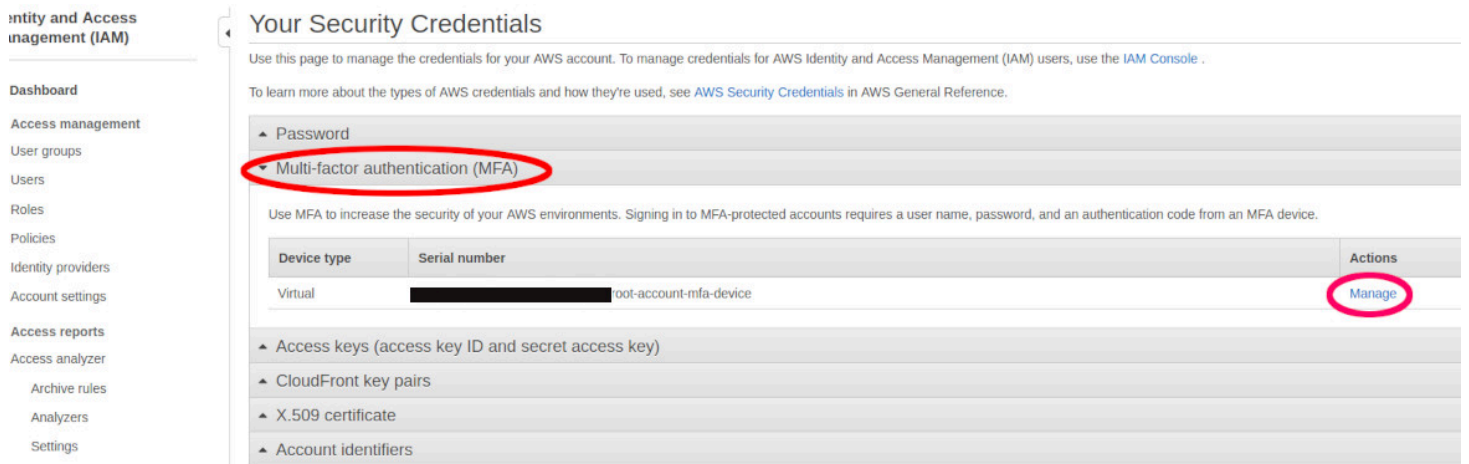 entity and Access
anagement (IAM)
Dashboard
Access management
User groups
Users
Roles
Policies
Identity providers
Account settings
Access reports
Access analyzer
Archive rules
Analyzers
Settings
Your Security Credentials
Use this page to manage the credentials for your AWS account. To manage credentials for AWS Identity and Access Management (IAM) users, use the IAM Console .
To learn more about the types of AWS credentials and how they're used, see AWS Security Credentials in AWS General Reference.
Password
Multi-factor authentication (MFA)
Use MFA to increase the security of your AWS environments. Signing in to MFA-protected accounts requires a user name, password, and an authentication code from an MFA device.
Device type Serial number Actions
Virtual root-account-mfa-device Manage
Access keys (access key ID and secret access key)
CloudFront key pairs
X.509 certificate
Account identifiers